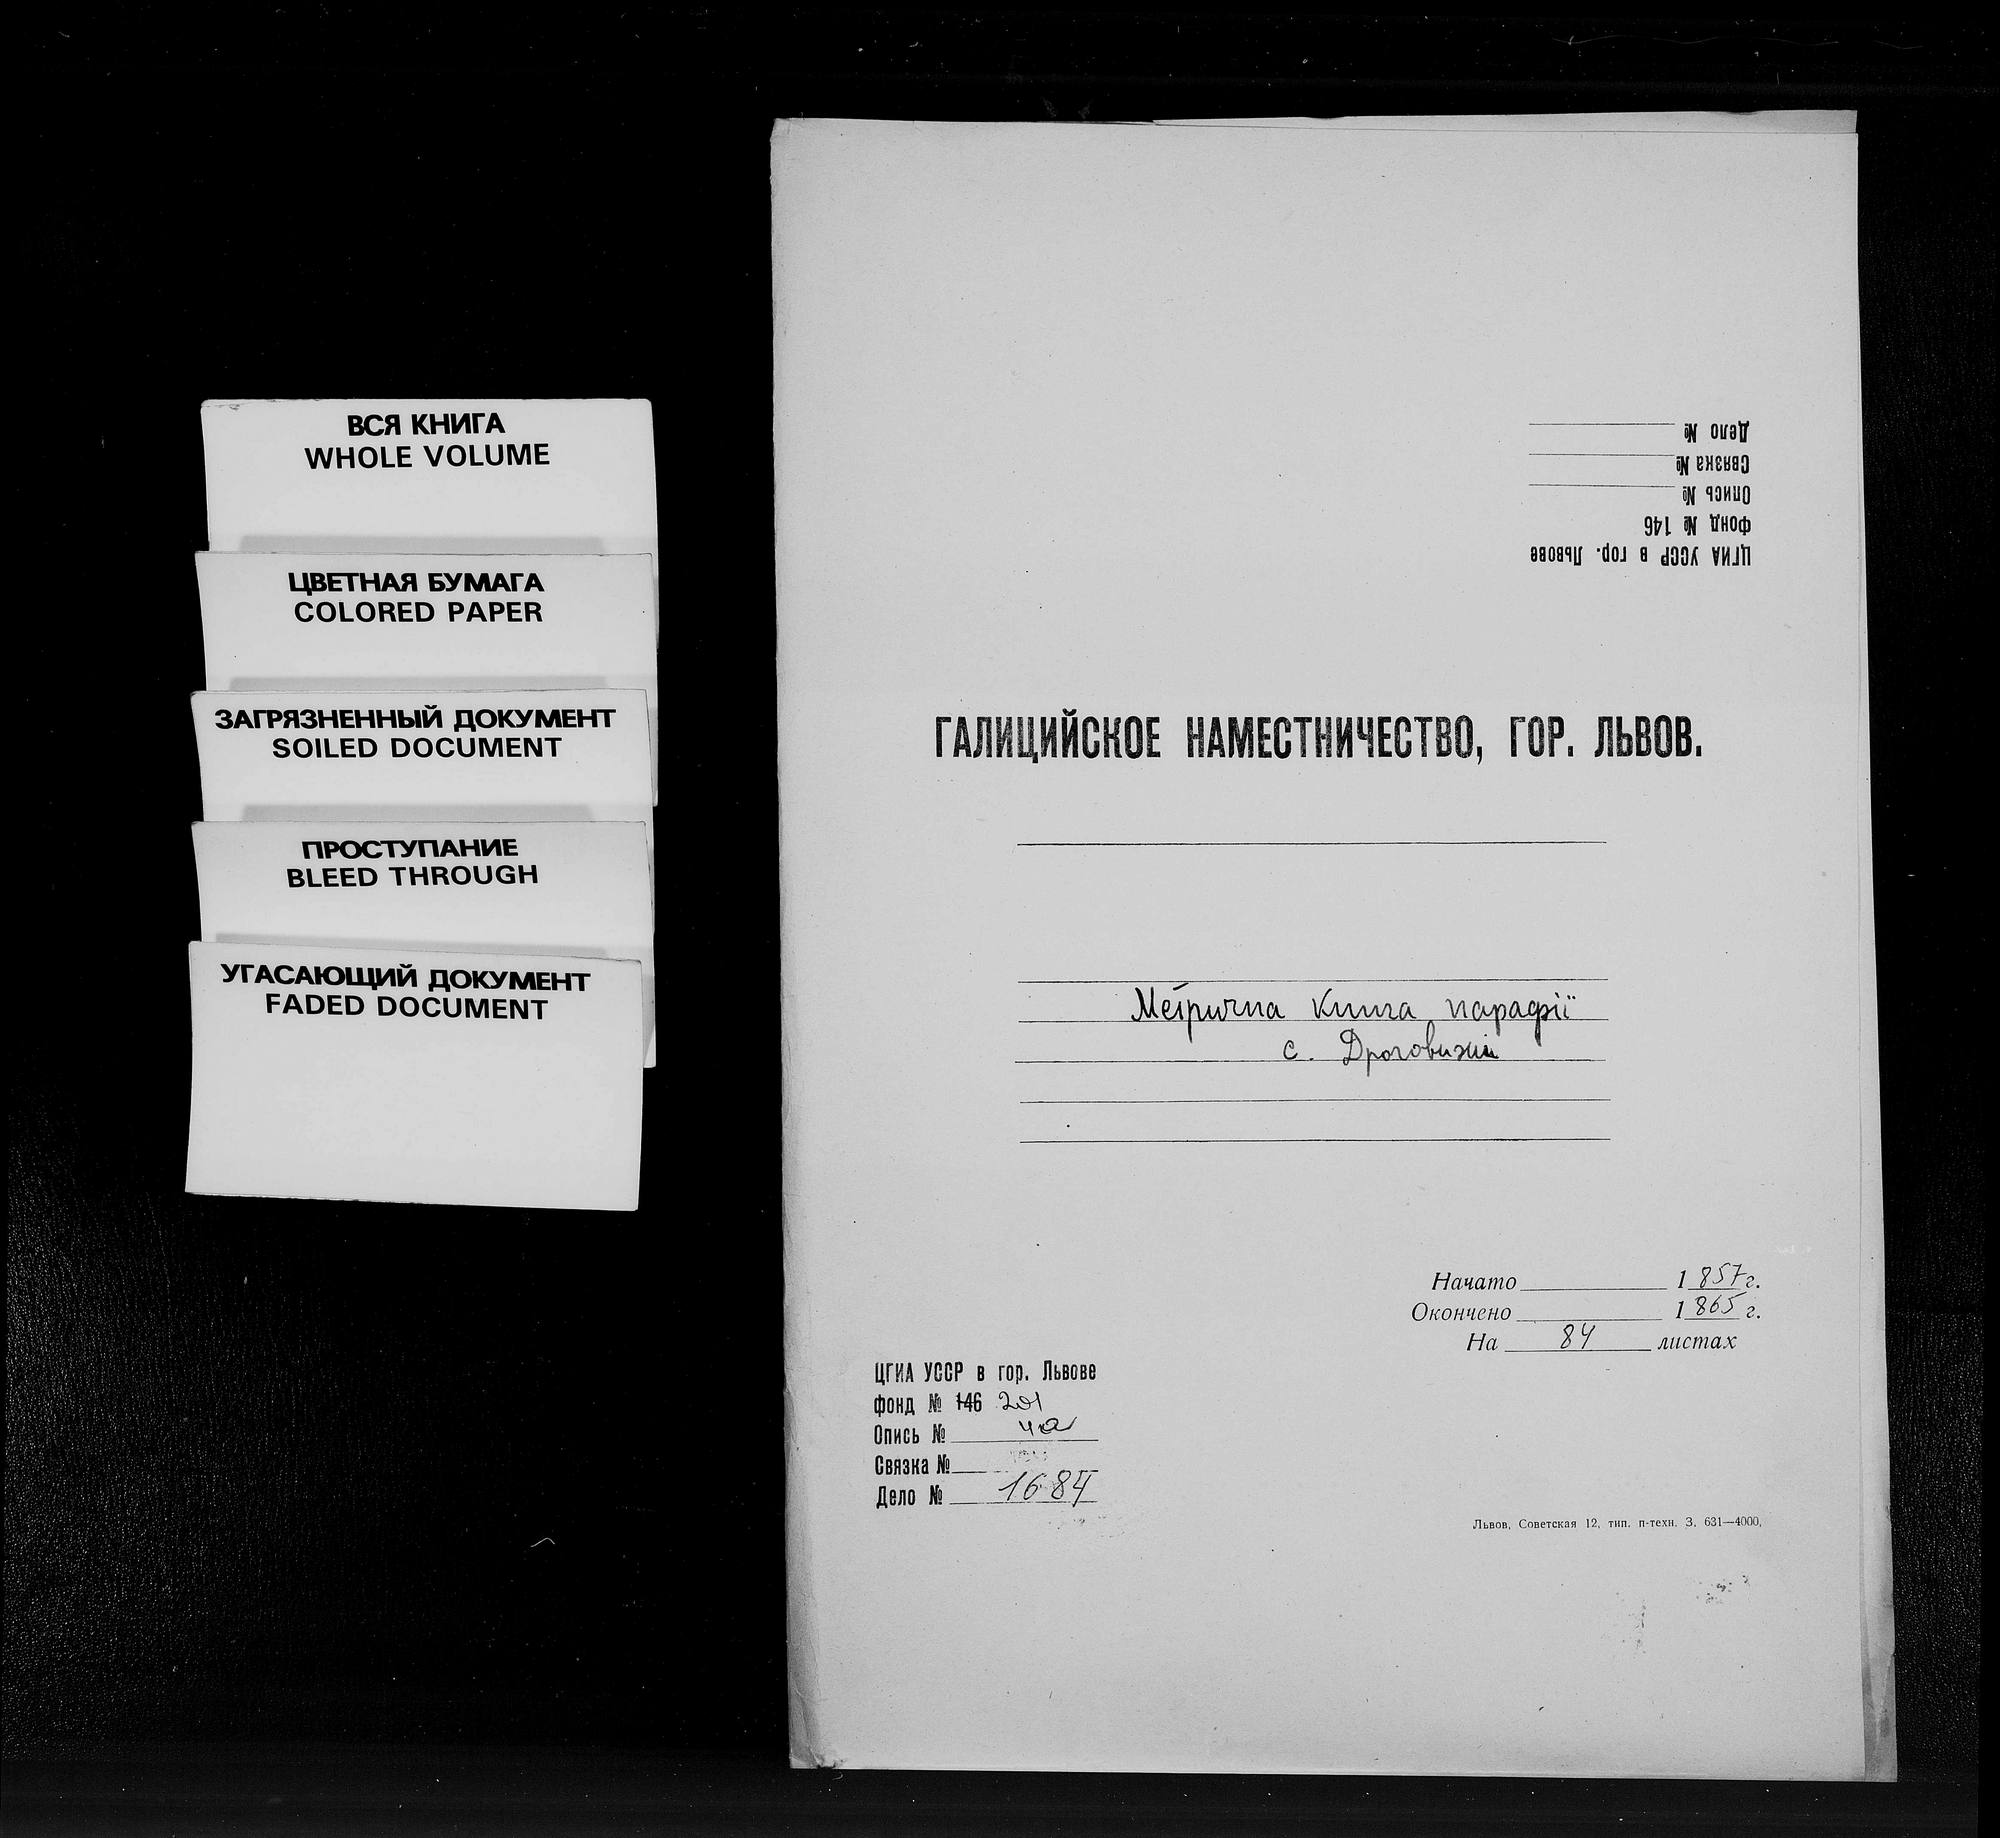 ВСЯ КНИГА
WHOLE VOLUME
ЦВЕТНАЯ БУМАГА
COLORED PAPER
ЗАГРЯЗНЕННЫЙ ДОКУМЕНТ
SOILED DOCUMENT
ПРОСТУПАНИЕ
BLEED THROUGH
УГАСАЮЩИЙ ДОКУМЕНТ
FADED DOCUMENT
ЦГИА УССР в гор. Львове
Фонд № 146
Опись №
Связка №
Дело №
ГАЛИЦИЙСКОЕ НАМЕСТНИЧЕСТВО, ГОР. ЛЬВОВ.
Метрична книга парафії
с. Дроговижі
Начато 1857 г.
Окончено 1865 г.
На 84 листах
ЦГИА УССР в гор. Львове
фонд № 146 201
Опись № 4а
Связка №
Дело № 1684
Львов, Советская 12, тип. п-техн. З. 631—4000,